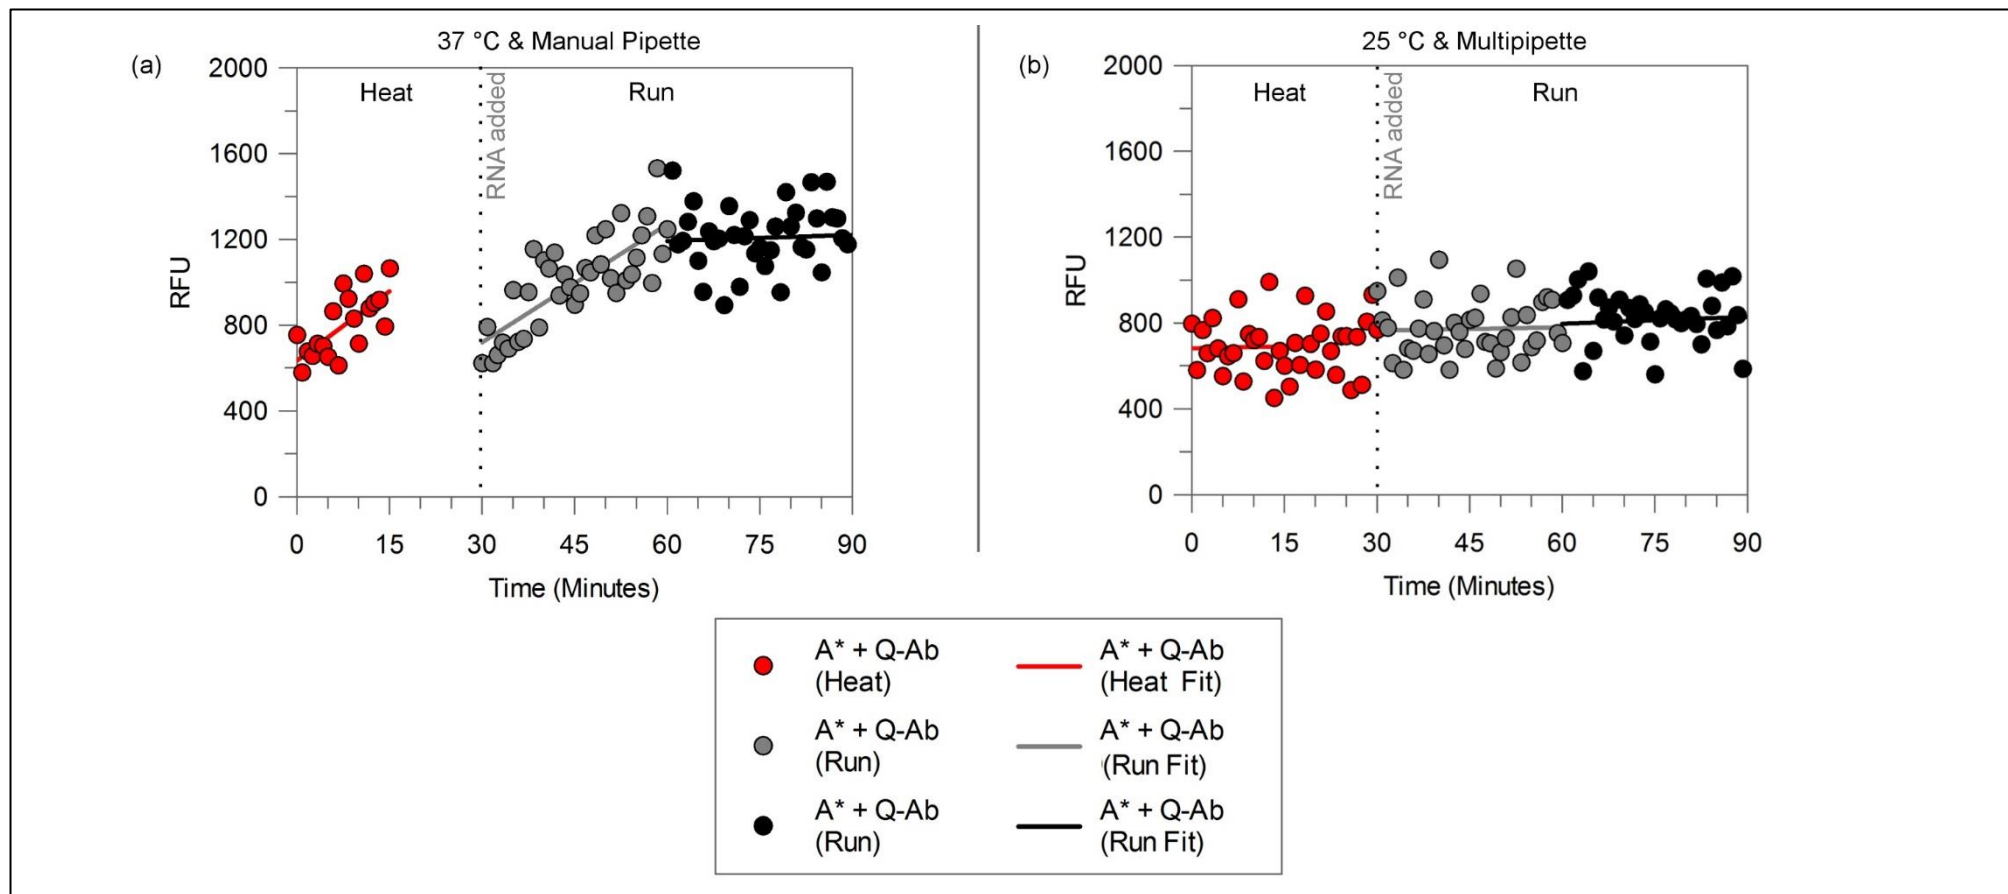 37 °C & Manual Pipette
(a)
2000
1600
1200
800
400
0
RFU
Heat
RNA added
Run
0 15 30 45 60 75 90
Time (Minutes)
25 °C & Multipipette
(b)
2000
1600
1200
800
400
0
RFU
Heat
RNA added
Run
0 15 30 45 60 75 90
Time (Minutes)
A* + Q-Ab
(Heat)
A* + Q-Ab
(Heat Fit)
A* + Q-Ab
(Run)
A* + Q-Ab
(Run Fit)
A* + Q-Ab
(Run)
A* + Q-Ab
(Run Fit)